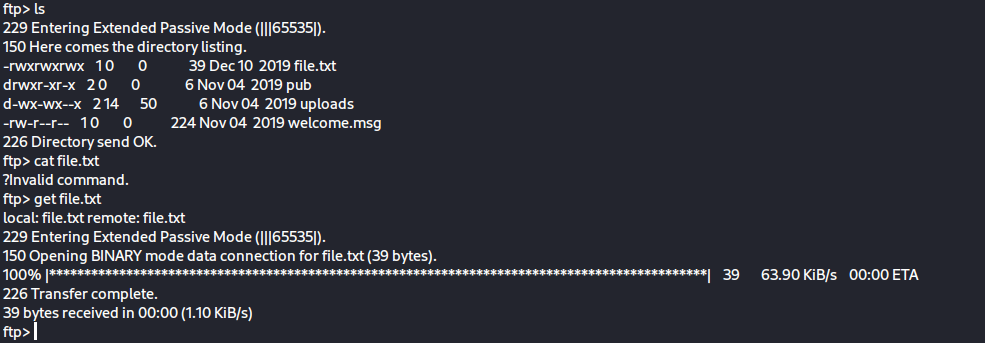 ftp> ls
229 Entering Extended Passive Mode (|||65535|).
150 Here comes the directory listing.
-rwxrwxrwx 1 0 0 39 Dec 10 2019 file.txt
drwxr-xr-x 2 0 0 6 Nov 04 2019 pub
d-wx-wx--x 2 14 50 6 Nov 04 2019 uploads
-rw-r--r-- 1 0 0 224 Nov 04 2019 welcome.msg
226 Directory send OK.
ftp> cat file.txt
?Invalid command.
ftp> get file.txt
local: file.txt remote: file.txt
229 Entering Extended Passive Mode (|||65535|).
150 Opening BINARY mode data connection for file.txt (39 bytes).
100% |***********************************************************************************************| 39 63.90 KiB/s 00:00 ETA
226 Transfer complete.
39 bytes received in 00:00 (1.10 KiB/s)
ftp>